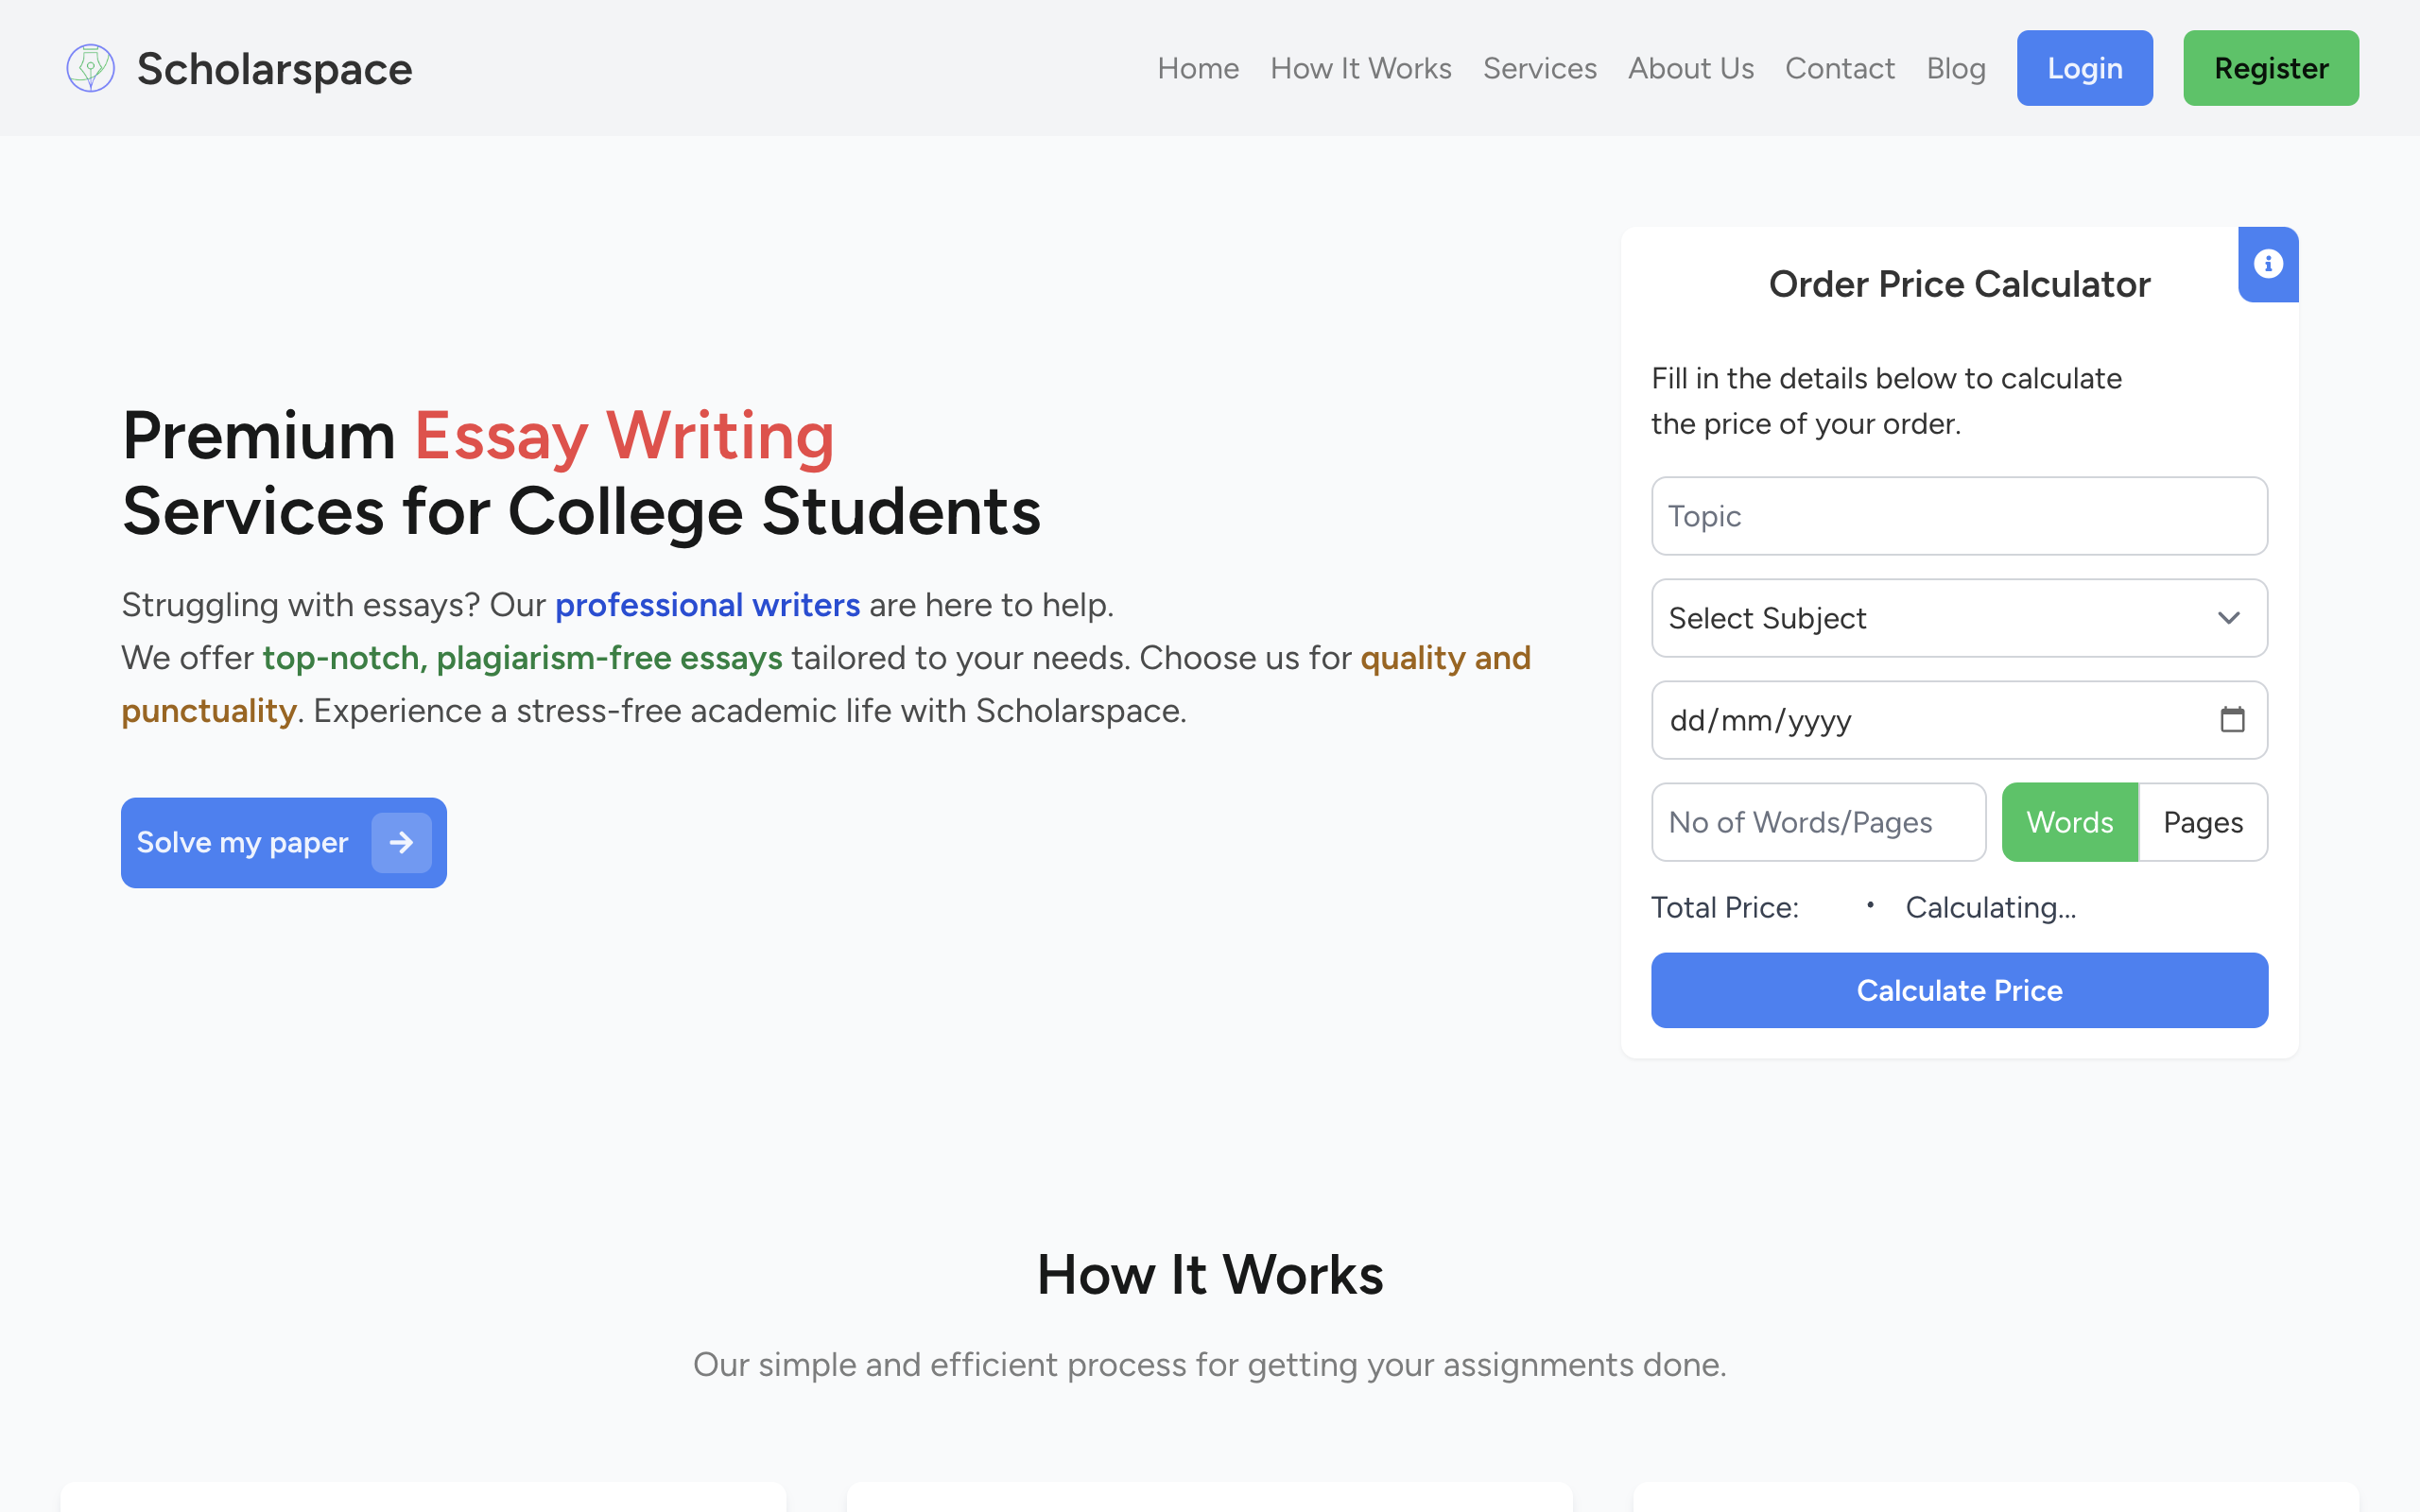 Scholarspace
Home How It Works Services About Us Contact Blog Login Register
Premium Essay Writing
Services for College Students
Struggling with essays? Our professional writers are here to help.
We offer top-notch, plagiarism-free essays tailored to your needs. Choose us for quality and
punctuality. Experience a stress-free academic life with Scholarspace.
Solve my paper
Order Price Calculator
Fill in the details below to calculate
the price of your order.
Topic
Select Subject
dd/mm/yyyy
No of Words/Pages Words Pages
Total Price: • Calculating...
Calculate Price
How It Works
Our simple and efficient process for getting your assignments done.